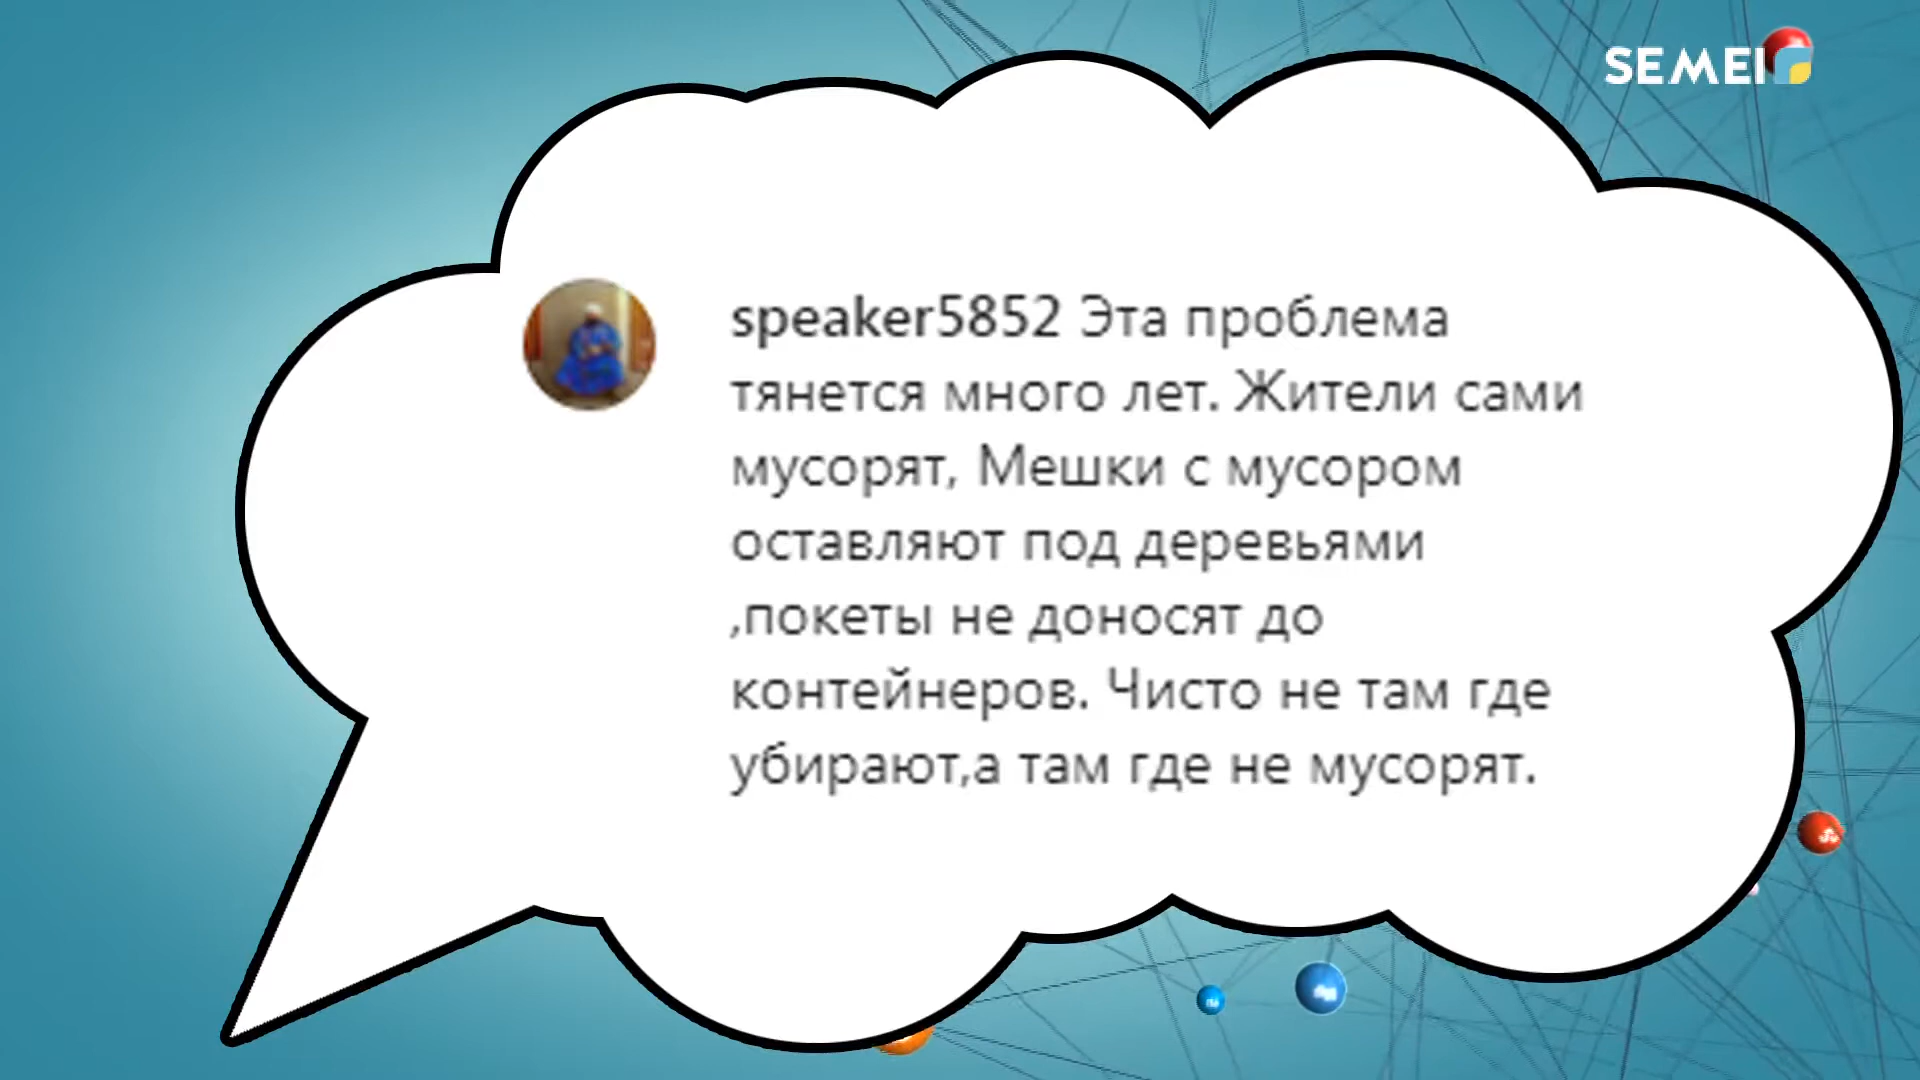 SEMEI
speaker5852 Эта проблема
тянется много лет. Жители сами
мусорят, Мешки с мусором
оставляют под деревьями
,покеты не доносят до
контейнеров. Чисто не там где
убирают,а там где не мусорят.